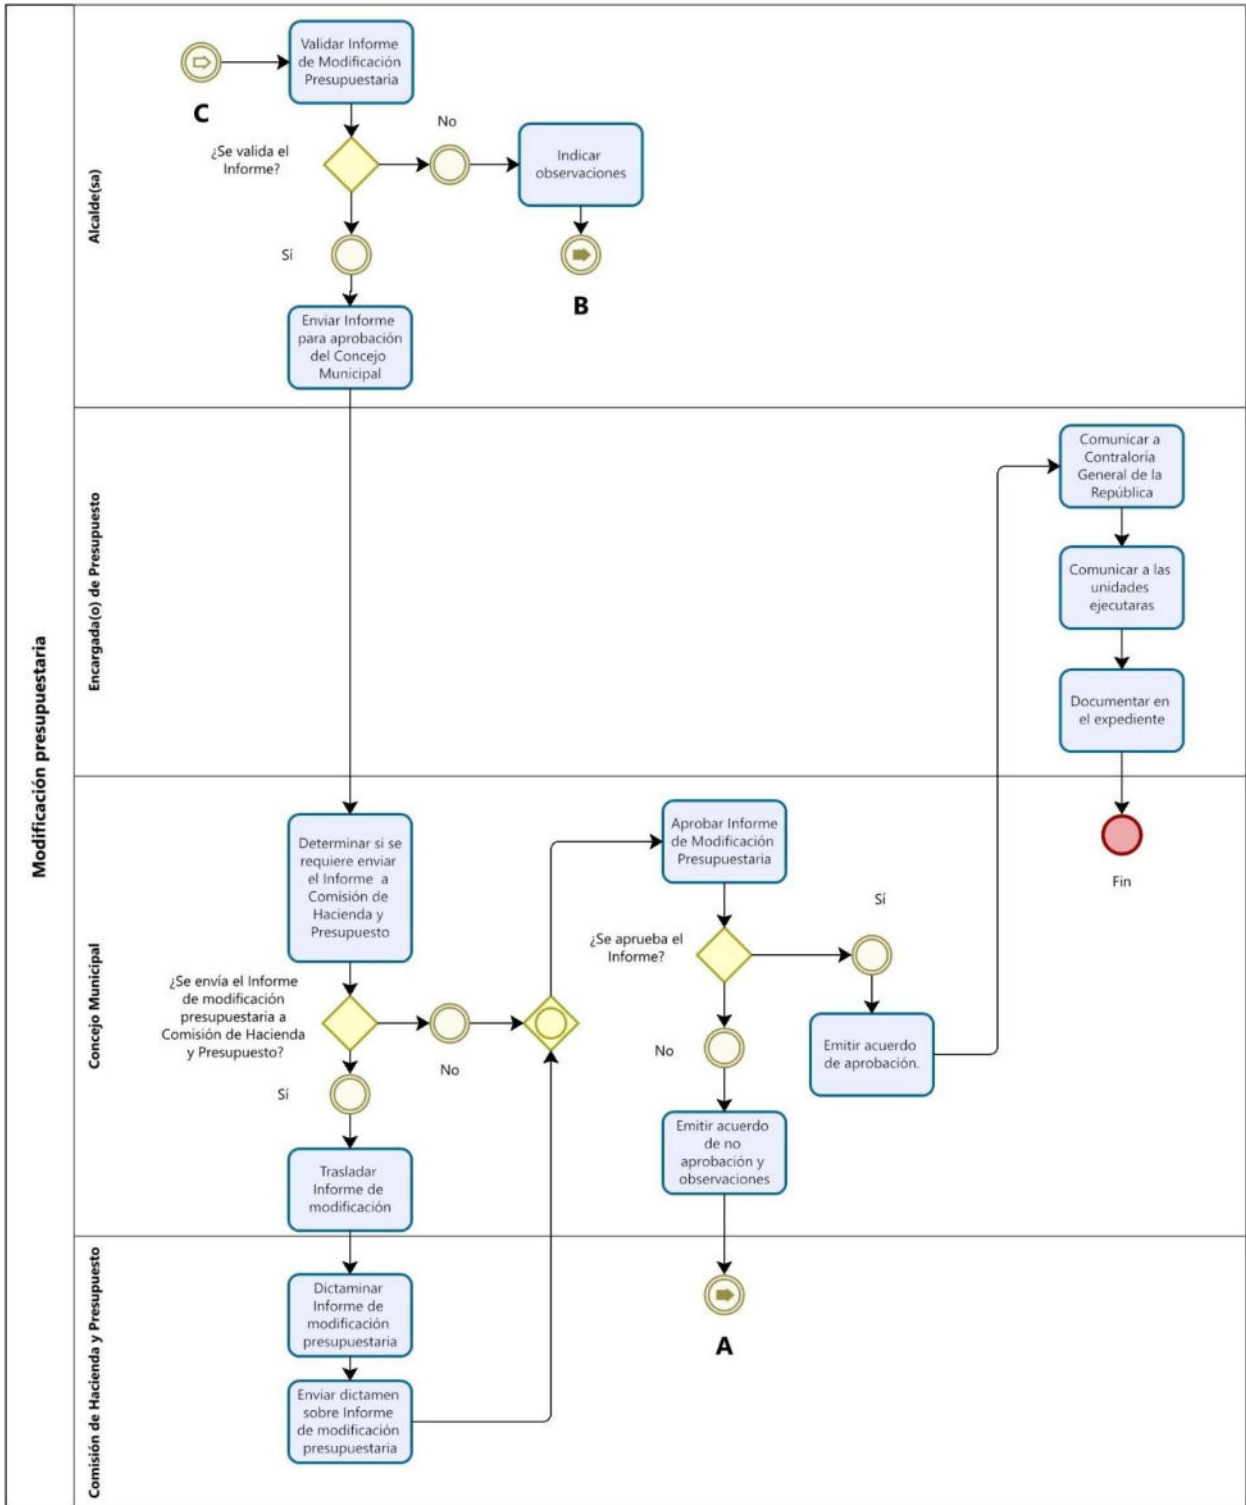 Modificación presupuestaria
Alcalde(sa)
C
Validar Informe
de Modificación
Presupuestaria
¿Se valida el
Informe?
No
Indicar
observaciones
B
Sí
Enviar Informe
para aprobación
del Concejo
Municipal
Encargada(o) de Presupuesto
Comunicar a
Contraloría
General de la
República
Comunicar a las
unidades
ejecutaras
Documentar en
el expediente
Fin
Concejo Municipal
Determinar si se
requiere enviar
el Informe a
Comisión de
Hacienda y
Presupuesto
¿Se envía el Informe
de modificación
presupuestaria a
Comisión de Hacienda
y Presupuesto?
No
Sí
Trasladar
Informe de
modificación
Aprobar Informe
de Modificación
Presupuestaria
¿Se aprueba el
Informe?
Sí
Emitir acuerdo
de aprobación.
No
Emitir acuerdo
de no
aprobación y
observaciones
A
Comisión de Hacienda y Presupuesto
Dictaminar
Informe de
modificación
presupuestaria
Enviar dictamen
sobre Informe
de modificación
presupuestaria